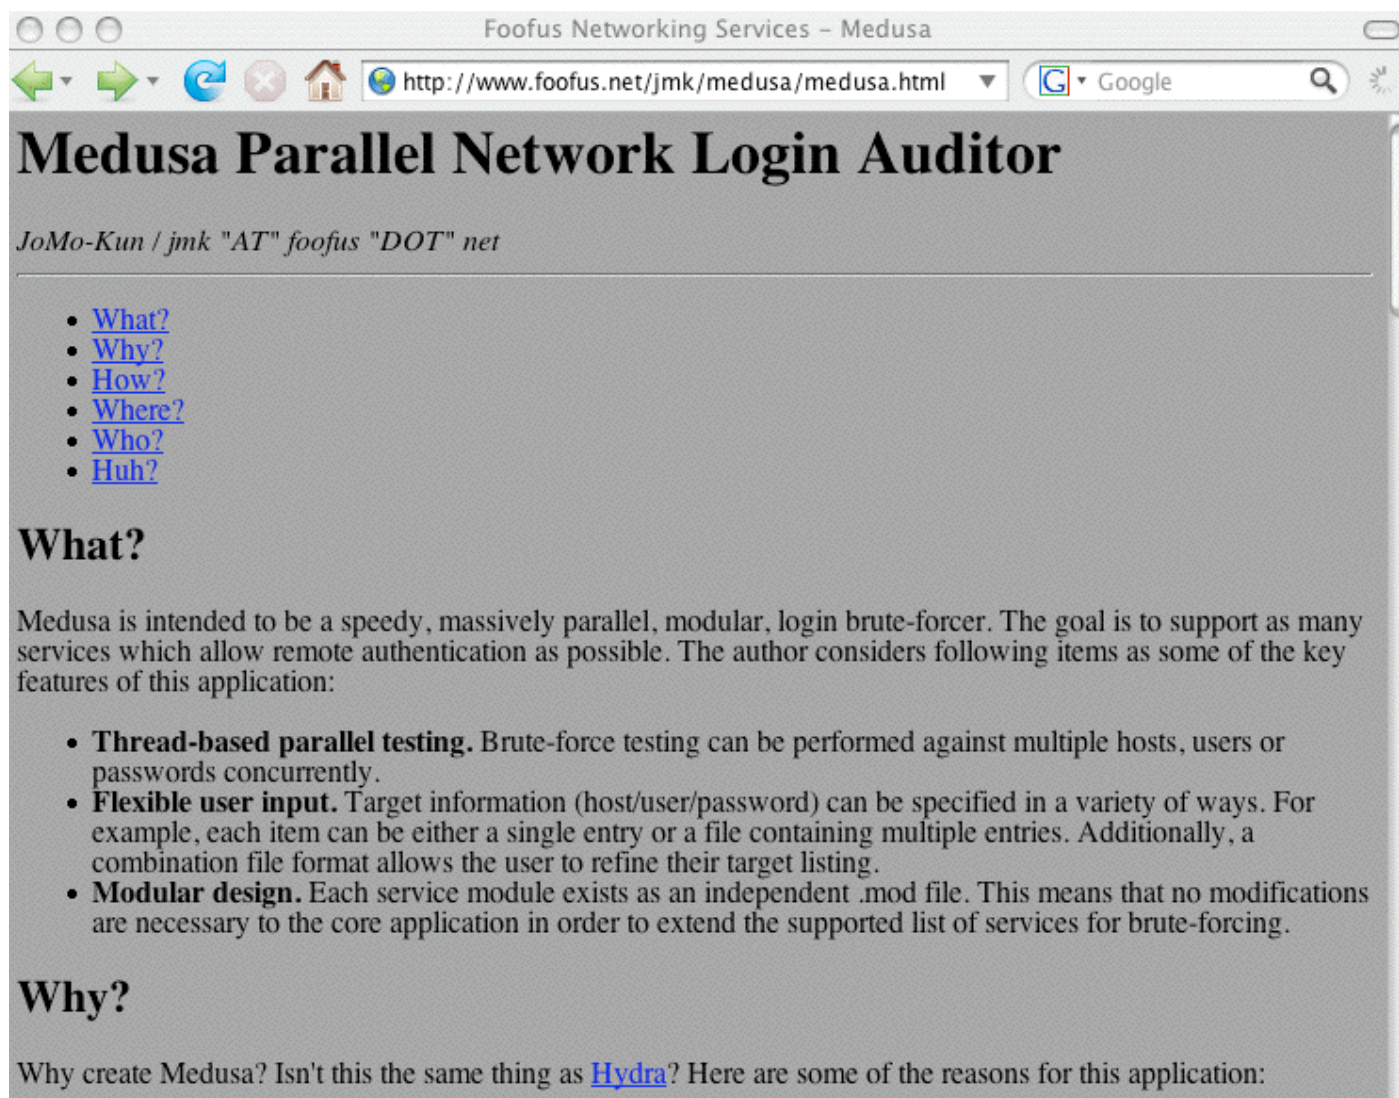 Foofus Networking Services – Medusa
http://www.foofus.net/jmk/medusa/medusa.html
G Google
Medusa Parallel Network Login Auditor
JoMo-Kun / jmk "AT" foofus "DOT" net
What?
Why?
How?
Where?
Who?
Huh?
What?
Medusa is intended to be a speedy, massively parallel, modular, login brute-forcer. The goal is to support as many
services which allow remote authentication as possible. The author considers following items as some of the key
features of this application:
Thread-based parallel testing. Brute-force testing can be performed against multiple hosts, users or
passwords concurrently.
Flexible user input. Target information (host/user/password) can be specified in a variety of ways. For
example, each item can be either a single entry or a file containing multiple entries. Additionally, a
combination file format allows the user to refine their target listing.
Modular design. Each service module exists as an independent .mod file. This means that no modifications
are necessary to the core application in order to extend the supported list of services for brute-forcing.
Why?
Why create Medusa? Isn't this the same thing as Hydra? Here are some of the reasons for this application: